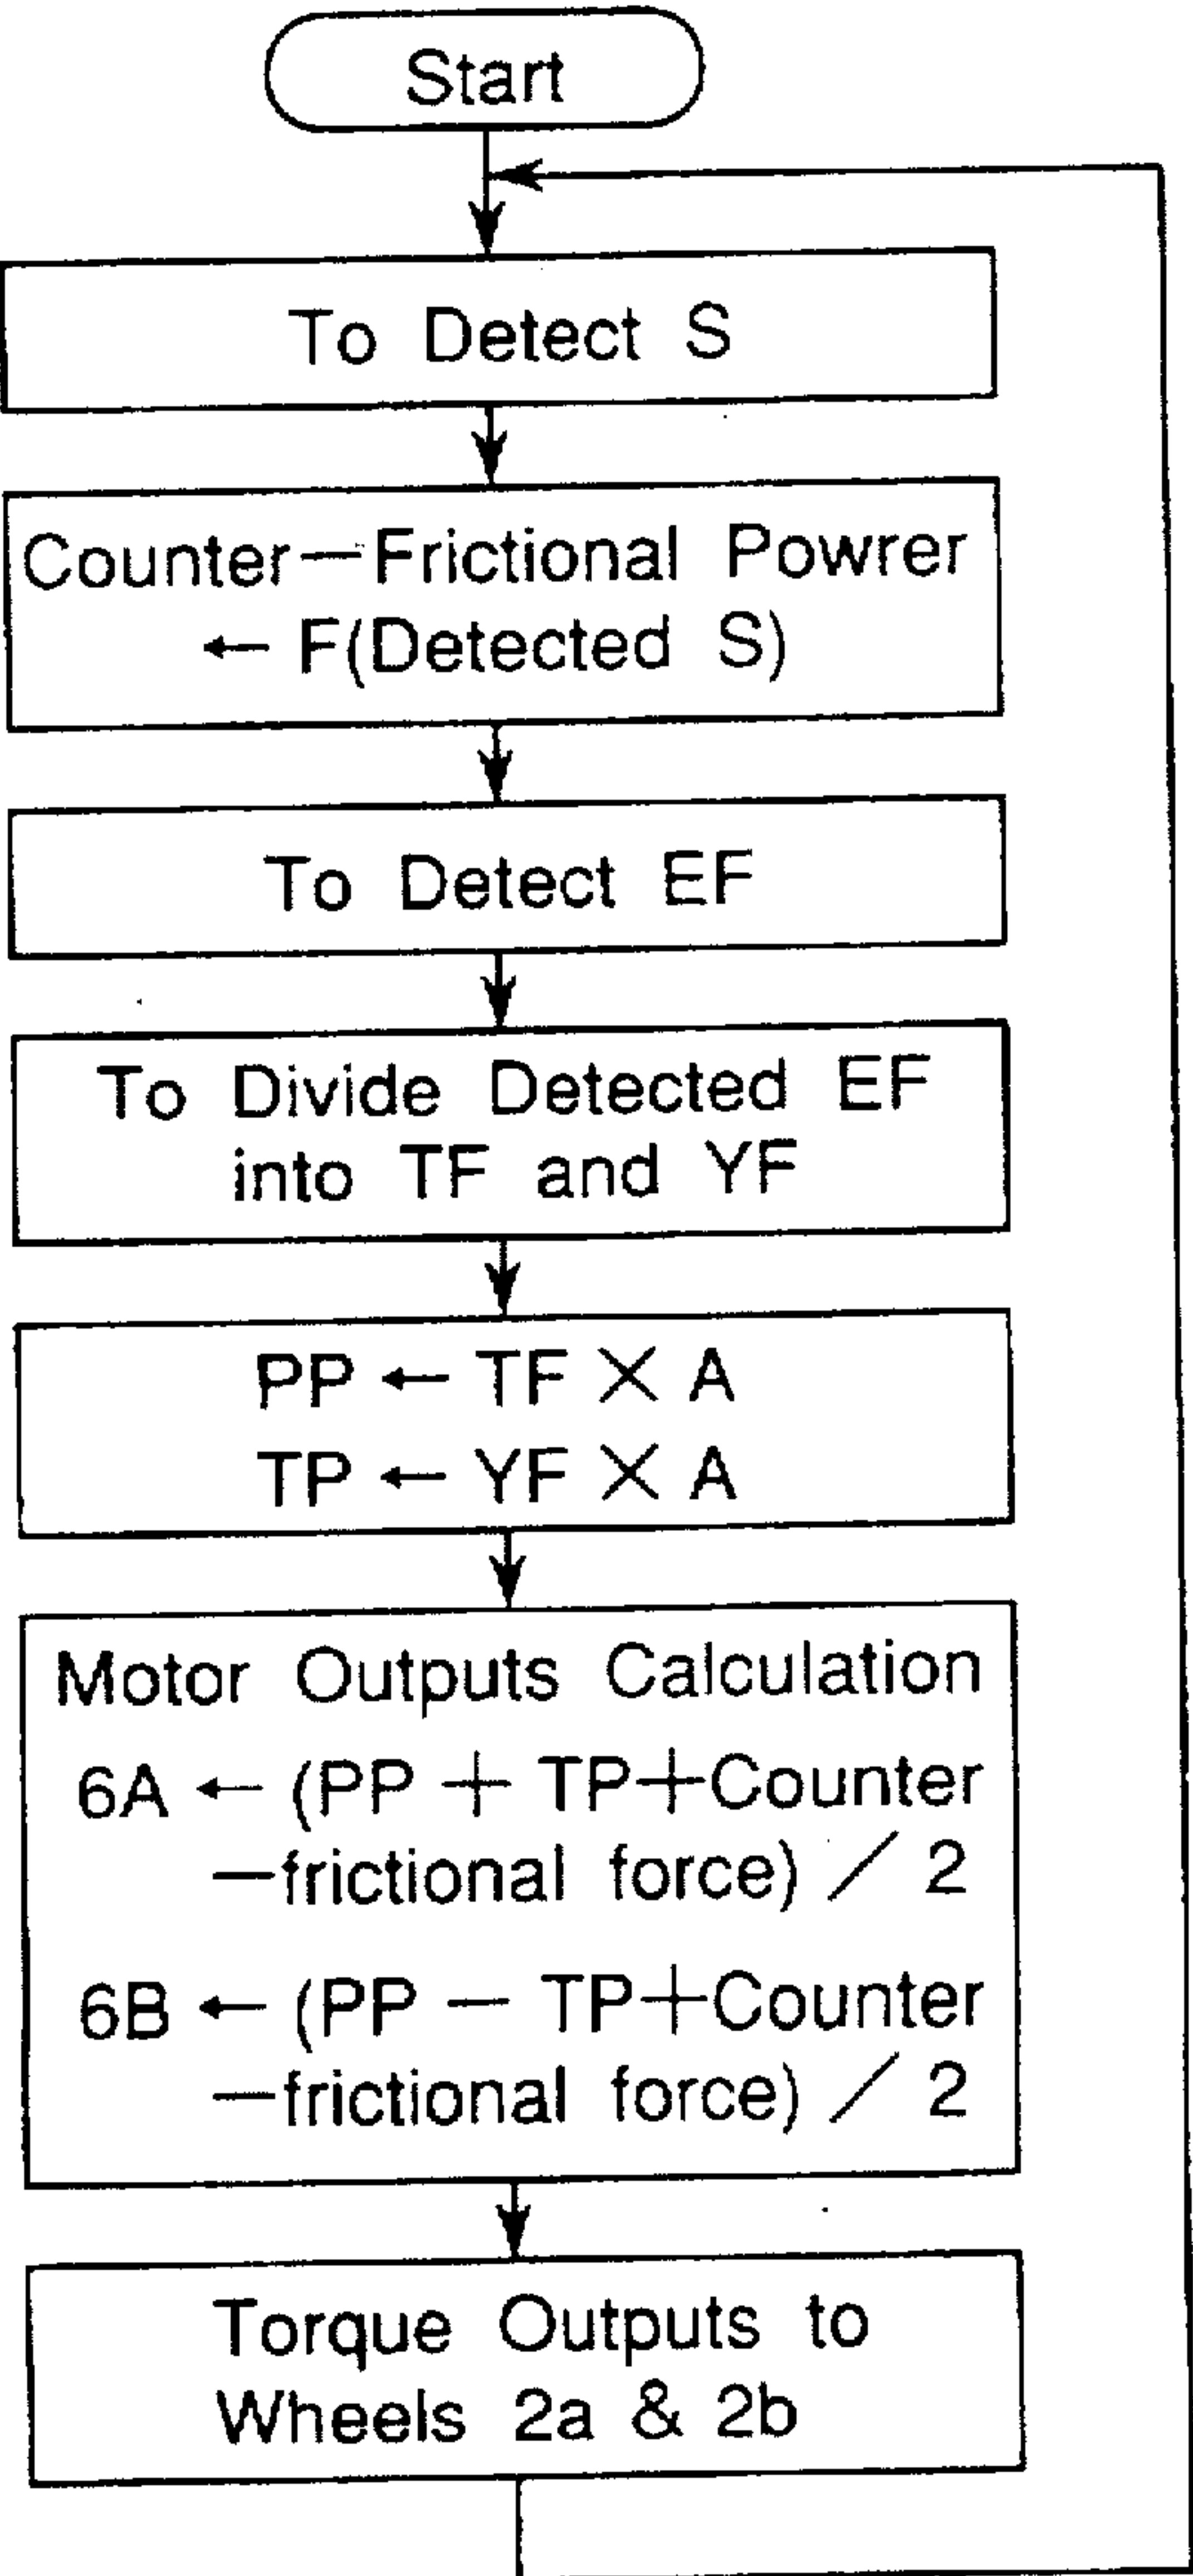 Start
To Detect S
Counter—Frictional Powrer
← F(Detected S)
To Detect EF
To Divide Detected EF
into TF and YF
PP ← TF × A
TP ← YF × A
Motor Outputs Calculation
6A ← (PP + TP+Counter
—frictional force) / 2
6B ← (PP − TP+Counter
—frictional force) / 2
Torque Outputs to
Wheels 2a & 2b